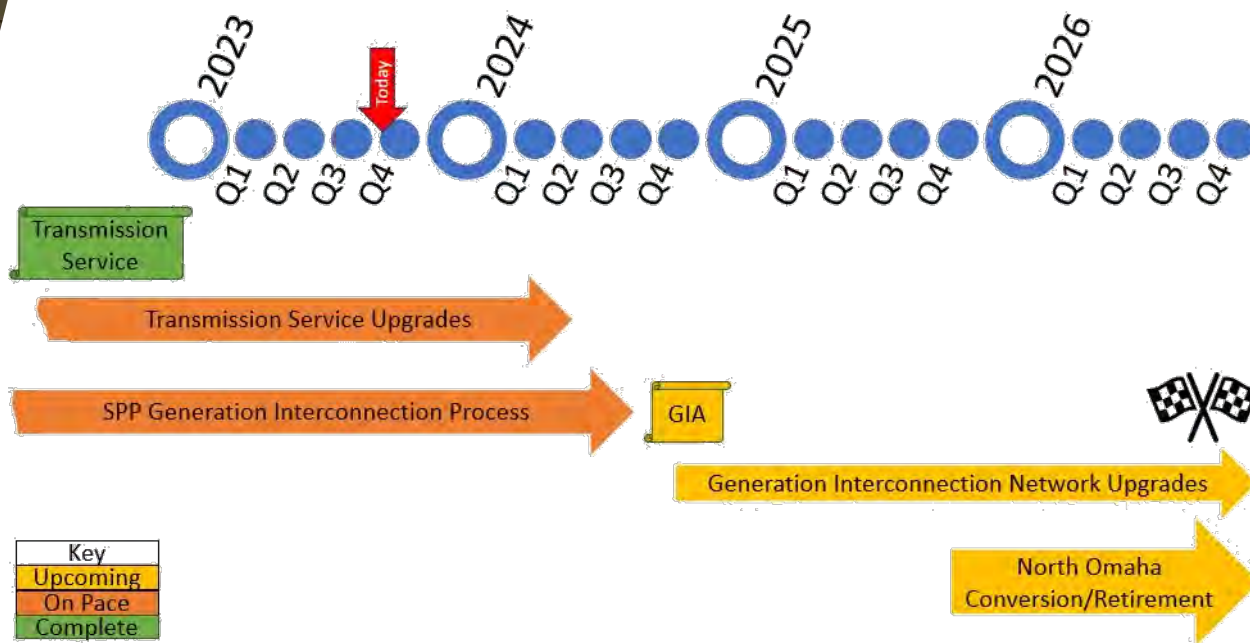 2023
2024
2025
2026
Today
Q1
Q2
Q3
Q4
Q1
Q2
Q3
Q4
Q1
Q2
Q3
Q4
Q1
Q2
Q3
Q4
Transmission
Service
Transmission Service Upgrades
SPP Generation Interconnection Process
GIA
Generation Interconnection Network Upgrades
North Omaha
Conversion/Retirement
Key
Upcoming
On Pace
Complete